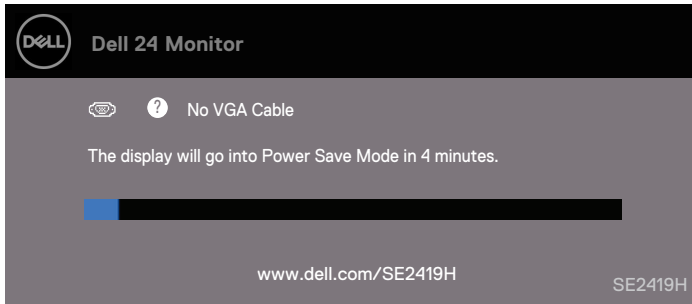 DELL
Dell 24 Monitor
? No VGA Cable
The display will go into Power Save Mode in 4 minutes.
www.dell.com/SE2419H
SE2419H